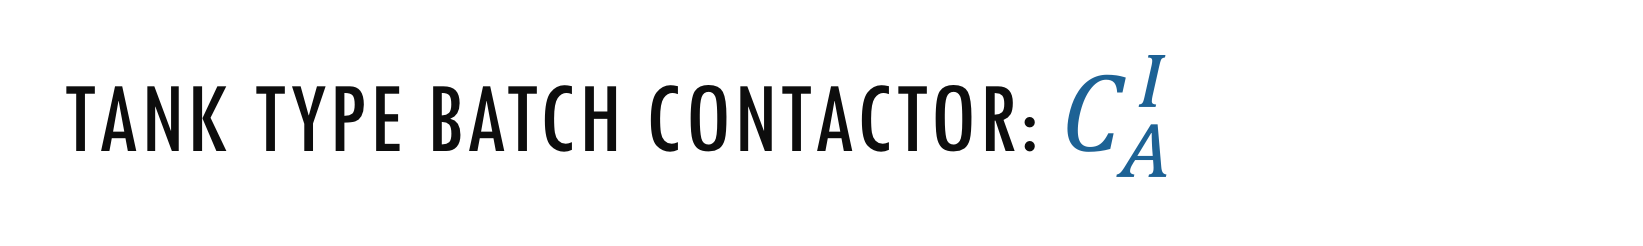 TANK TYPE BATCH CONTACTOR: $C_A^I$